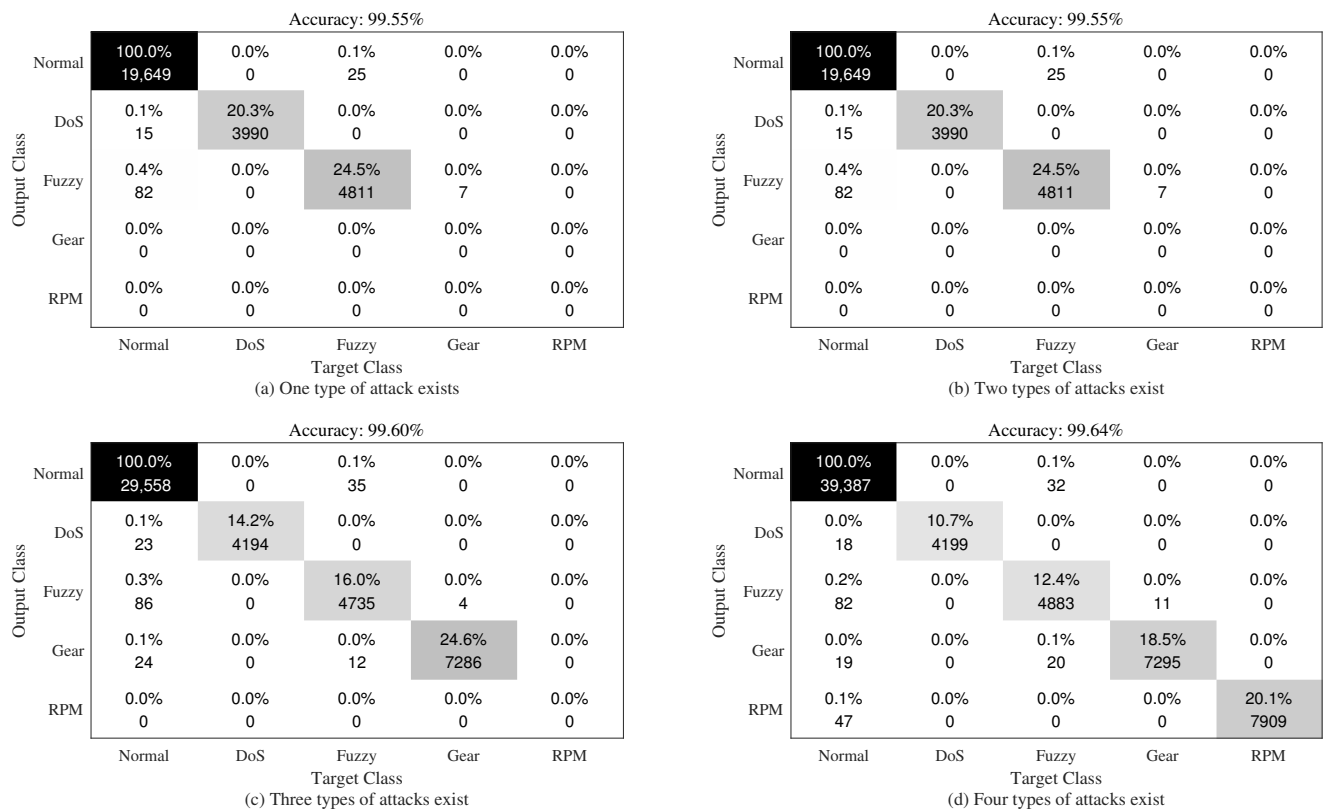 Accuracy: 99.55%
Output Class
Normal 100.0% 0.0% 0.1% 0.0% 0.0%
19,649 0 25 0 0
DoS 0.1% 20.3% 0.0% 0.0% 0.0%
15 3990 0 0 0
Fuzzy 0.4% 0.0% 24.5% 0.0% 0.0%
82 0 4811 7 0
Gear 0.0% 0.0% 0.0% 0.0% 0.0%
0 0 0 0 0
RPM 0.0% 0.0% 0.0% 0.0% 0.0%
0 0 0 0 0
Normal DoS Fuzzy Gear RPM
Target Class
(a) One type of attack exists
Accuracy: 99.55%
Output Class
Normal 100.0% 0.0% 0.1% 0.0% 0.0%
19,649 0 25 0 0
DoS 0.1% 20.3% 0.0% 0.0% 0.0%
15 3990 0 0 0
Fuzzy 0.4% 0.0% 24.5% 0.0% 0.0%
82 0 4811 7 0
Gear 0.0% 0.0% 0.0% 0.0% 0.0%
0 0 0 0 0
RPM 0.0% 0.0% 0.0% 0.0% 0.0%
0 0 0 0 0
Normal DoS Fuzzy Gear RPM
Target Class
(b) Two types of attacks exist
Accuracy: 99.60%
Output Class
Normal 100.0% 0.0% 0.1% 0.0% 0.0%
29,558 0 35 0 0
DoS 0.1% 14.2% 0.0% 0.0% 0.0%
23 4194 0 0 0
Fuzzy 0.3% 0.0% 16.0% 0.0% 0.0%
86 0 4735 4 0
Gear 0.1% 0.0% 0.0% 24.6% 0.0%
24 0 12 7286 0
RPM 0.0% 0.0% 0.0% 0.0% 0.0%
0 0 0 0 0
Normal DoS Fuzzy Gear RPM
Target Class
(c) Three types of attacks exist
Accuracy: 99.64%
Output Class
Normal 100.0% 0.0% 0.1% 0.0% 0.0%
39,387 0 32 0 0
DoS 0.0% 10.7% 0.0% 0.0% 0.0%
18 4199 0 0 0
Fuzzy 0.2% 0.0% 12.4% 0.0% 0.0%
82 0 4883 11 0
Gear 0.0% 0.0% 0.1% 18.5% 0.0%
19 0 20 7295 0
RPM 0.1% 0.0% 0.0% 0.0% 20.1%
47 0 0 0 7909
Normal DoS Fuzzy Gear RPM
Target Class
(d) Four types of attacks exist